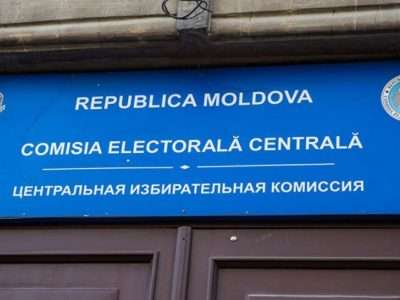 REPUBLICA MOLDOVA
COMISIA ELECTORALĂ CENTRALĂ
ЦЕНТРАЛЬНАЯ ИЗБИРАТЕЛЬНАЯ КОМИССИЯ